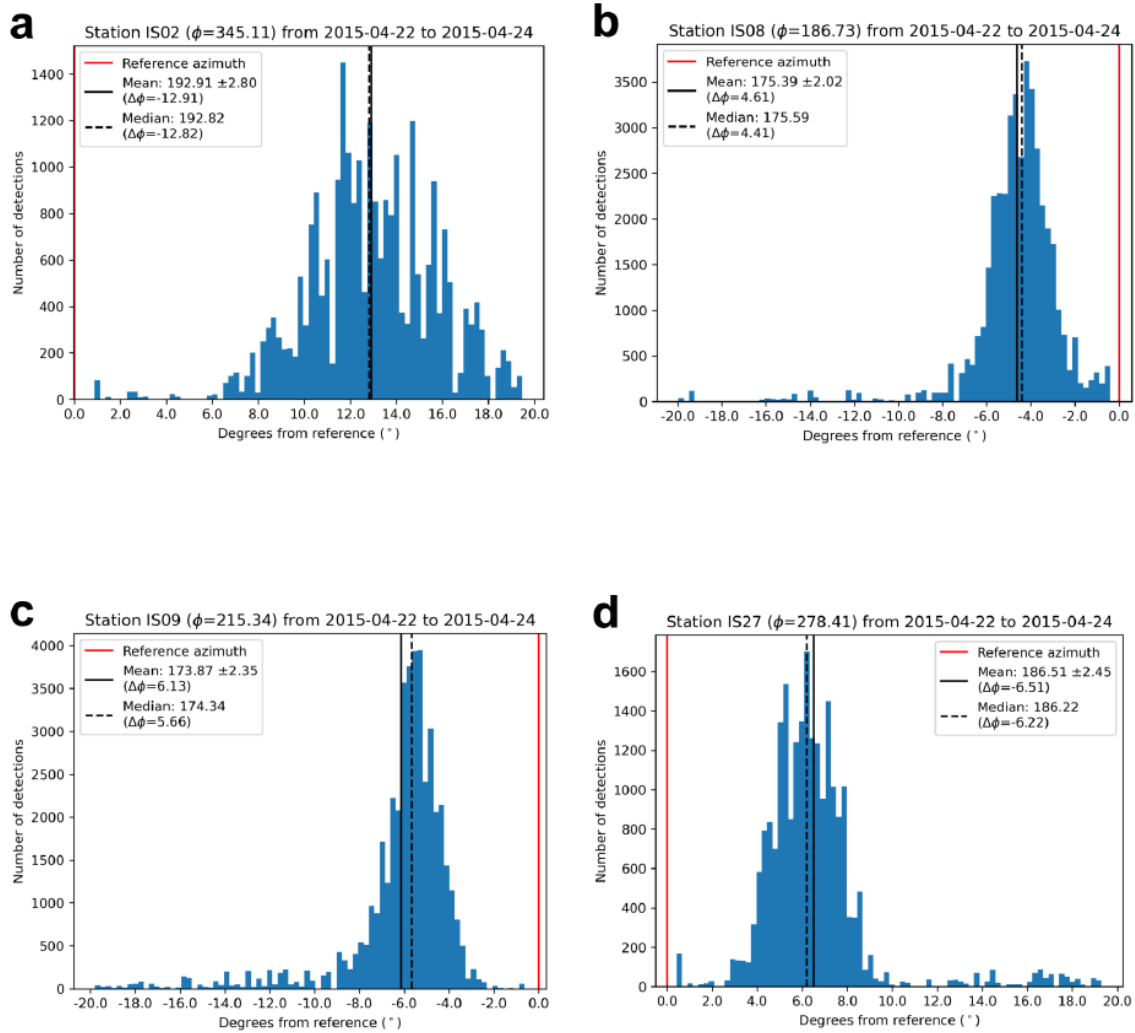 a
Station IS02 (ϕ=345.11) from 2015-04-22 to 2015-04-24
Reference azimuth
Mean: 192.91 ±2.80
(Δϕ=-12.91)
Median: 192.82
(Δϕ=-12.82)
Number of detections
1400
1200
1000
800
600
400
200
0
0.0 2.0 4.0 6.0 8.0 10.0 12.0 14.0 16.0 18.0 20.0
Degrees from reference (°)
b
Station IS08 (ϕ=186.73) from 2015-04-22 to 2015-04-24
Reference azimuth
Mean: 175.39 ±2.02
(Δϕ=4.61)
Median: 175.59
(Δϕ=4.41)
Number of detections
3500
3000
2500
2000
1500
1000
500
0
-20.0 -18.0 -16.0 -14.0 -12.0 -10.0 -8.0 -6.0 -4.0 -2.0 0.0
Degrees from reference (°)
c
Station IS09 (ϕ=215.34) from 2015-04-22 to 2015-04-24
Reference azimuth
Mean: 173.87 ±2.35
(Δϕ=6.13)
Median: 174.34
(Δϕ=5.66)
Number of detections
4000
3500
3000
2500
2000
1500
1000
500
0
-20.0 -18.0 -16.0 -14.0 -12.0 -10.0 -8.0 -6.0 -4.0 -2.0 0.0
Degrees from reference (°)
d
Station IS27 (ϕ=278.41) from 2015-04-22 to 2015-04-24
Reference azimuth
Mean: 186.51 ±2.45
(Δϕ=-6.51)
Median: 186.22
(Δϕ=-6.22)
Number of detections
1600
1400
1200
1000
800
600
400
200
0
0.0 2.0 4.0 6.0 8.0 10.0 12.0 14.0 16.0 18.0 20.0
Degrees from reference (°)